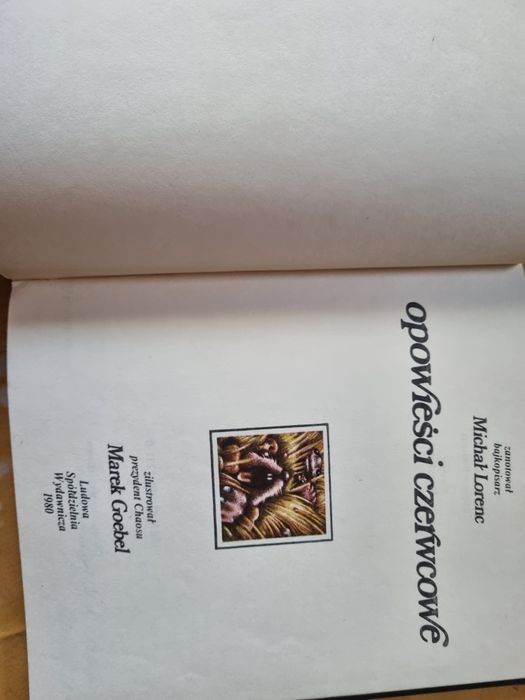 zanotował
bajkopisarz
Michał Lorenc
opowieści czerwcowe
zilustrował
prezydent Chaosu
Marek Goebel
Ludowa
Spółdzielnia
Wydawnicza
1980